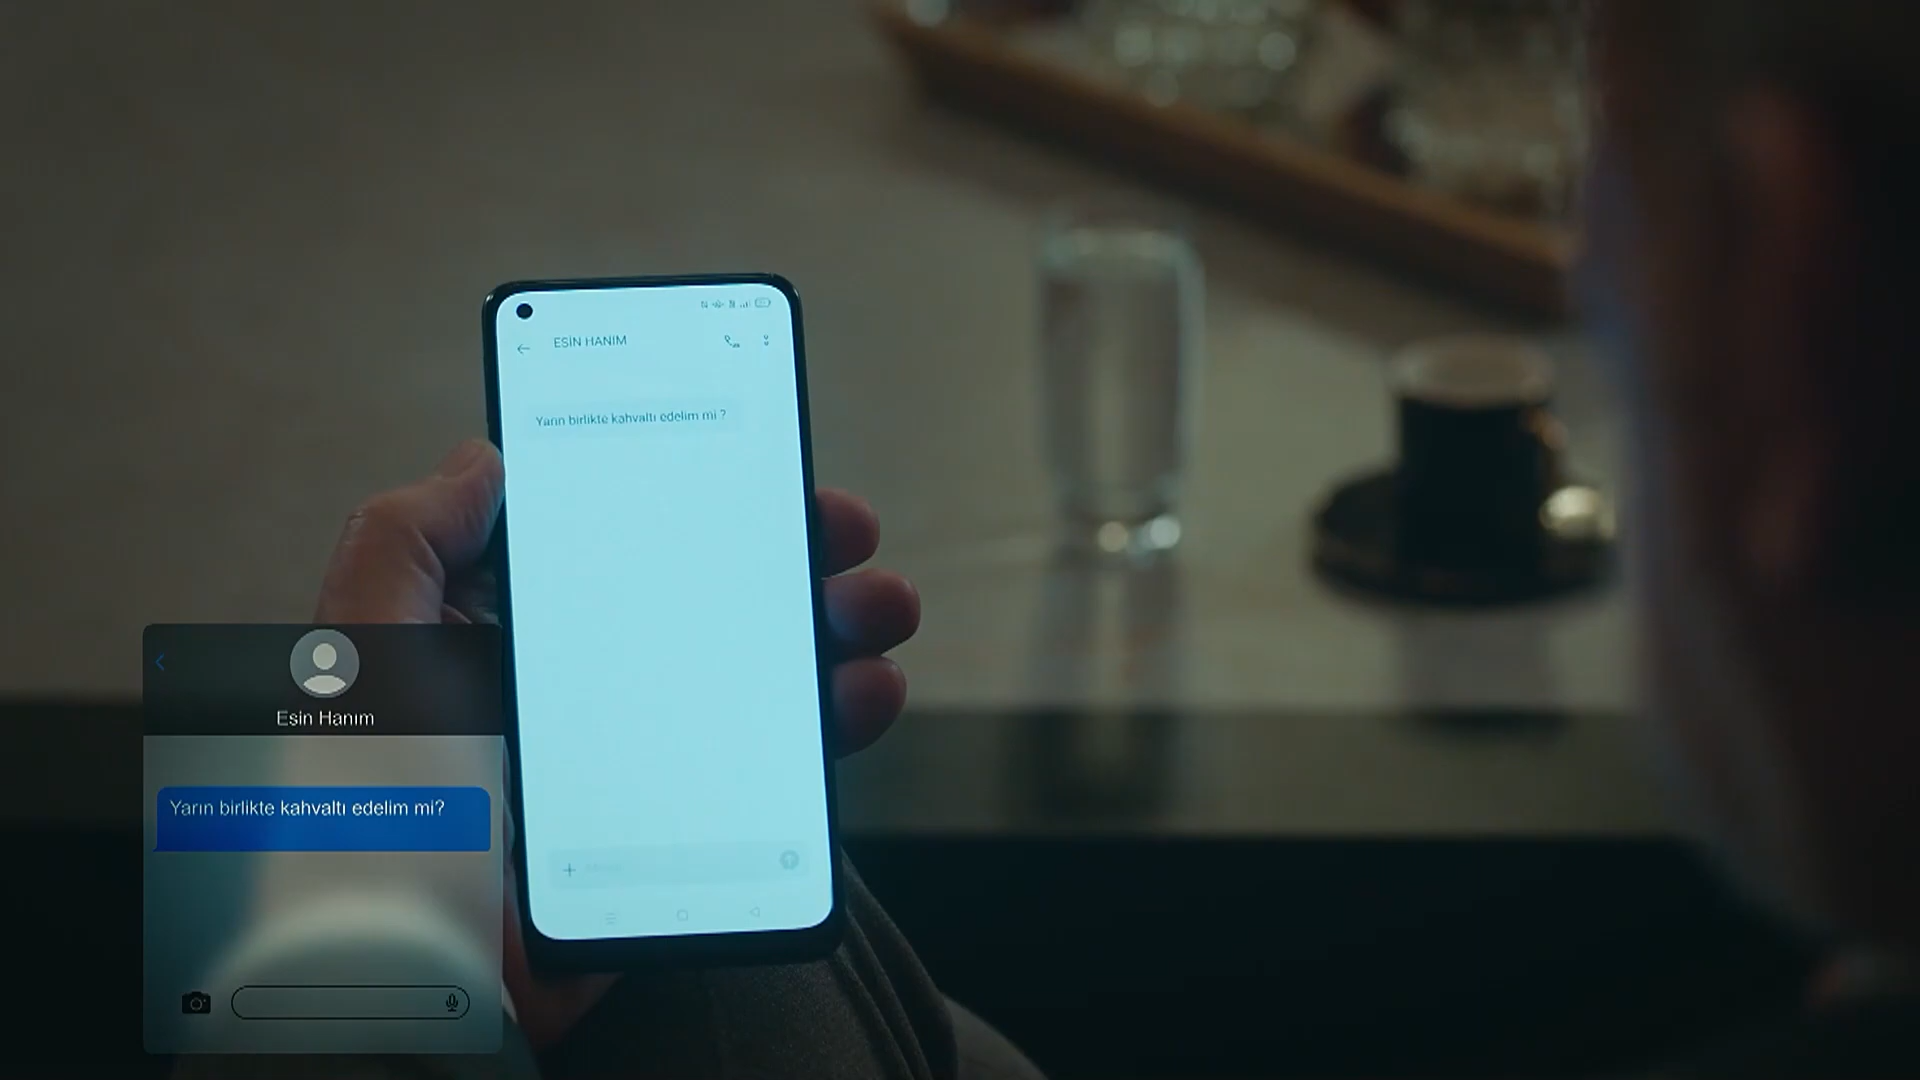 ESİN HANIM
Yarın birlikte kahvaltı edelim mi ?
Esin Hanım
Yarın birlikte kahvaltı edelim mi?